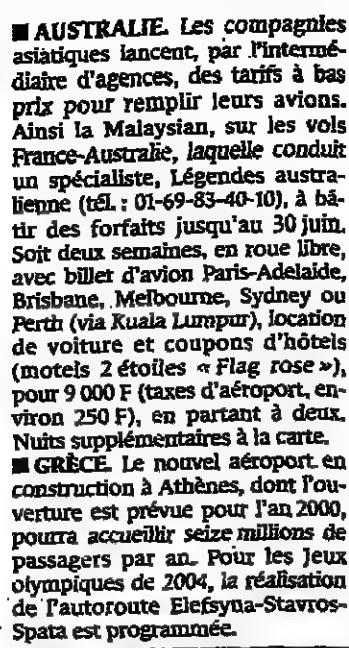 ■ AUSTRALIE. Les compagnies
asiatiques lancent, par l'intermé-
diaire d'agences, des tarifs à bas
prix pour remplir leurs avions.
Ainsi la Malaysian, sur les vols
France-Australie, laquelle conduit
un spécialiste, Légendes austra-
lienne (tél. : 01-69-83-40-10), à bâ-
tir des forfaits jusqu'au 30 juin.
Soit deux semaines, en roue libre,
avec billet d'avion Paris-Adelaïde,
Brisbane, Melbourne, Sydney ou
Perth (via Kuala Lumpur), location
de voiture et coupons d'hôtels
(motels 2 étoiles « Flag rose »),
pour 9 000 F (taxes d'aéroport, en-
viron 250 F), en partant à deux.
Nuits supplémentaires à la carte.
■ GRÈCE. Le nouvel aéroport en
construction à Athènes, dont l'ou-
verture est prévue pour l'an 2000,
pourra accueillir seize millions de
passagers par an. Pour les Jeux
olympiques de 2004, la réalisation
de l'autoroute Elefsyna-Stavros-
Spata est programmée.